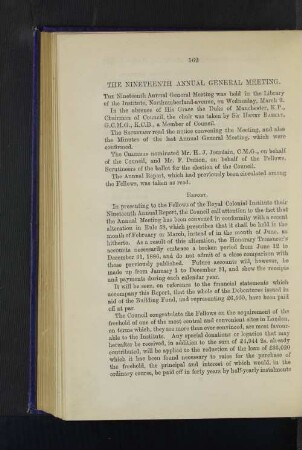 262
THE NINETEENTH ANNUAL GENERAL MEETING.
THE Nineteenth Annual General Meeting was held in the Library
of the Institute, Northumberland-avenue, on Wednesday, March 2.
In the absence of His Grace the Duke of Manchester, K.P.,
Chairman of Council, the chair was taken by Sir HENRY BARKLY,
G.C.M.G., K.C.B., a Member of Council.
The SECRETARY read the notice convening the Meeting, and also
the Minutes of the last Annual General Meeting, which were
confirmed.
The CHAIRMAN nominated Mr. H. J. Jourdain, C.M.G., on behalf
of the Council, and Mr. F. Dutton, on behalf of the Fellows,
Scrutineers of the ballot for the election of the Council.
The Annual Report, which had previously been circulated among
the Fellows, was taken as read.
REPORT.
In presenting to the Fellows of the Royal Colonial Institute their
Nineteenth Annual Report, the Council call attention to the fact that
the Annual Meeting has been convened in conformity with a recent
alteration in Rule 59, which prescribes that it shall be held in the
month of February or March, instead of in the month of June, as
hitherto. As a result of this alteration, the Honorary Treasurer's
accounts necessarily embrace a broken period from June 12 to
December 31, 1886, and do not admit of a close comparison with
those previously published. Future accounts will, however, be
made up from January 1 to December 31, and show the receipts
and payments during each calendar year.
It will be seen, on reference to the financial statements which
accompany this Report, that the whole of the Debentures issued in
aid of the Building Fund, and representing £6,520, have been paid
off at par.
The Council congratulate the Fellows on the acquirement of the
freehold of one of the most central and convenient sites in London,
on terms which, they are more than ever convinced, are most favour-
able to the Institute. Any special donations or legacies that may
hereafter be received, in addition to the sum of £1,944 2s. already
contributed, will be applied to the reduction of the loan of £35,020
which it has been found necessary to raise for the purchase of
the freehold, the principal and interest of which would, in the
ordinary course, be paid off in forty years by half-yearly instalments